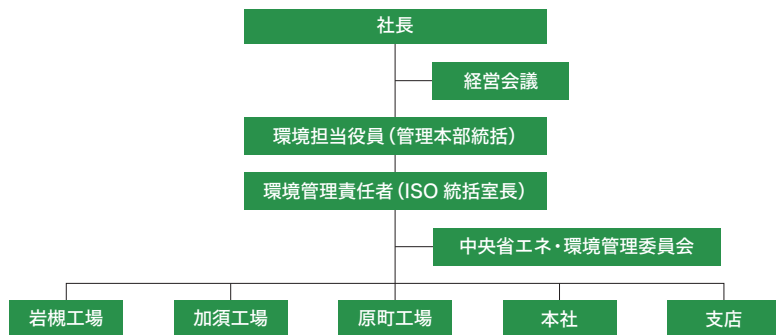 社長
経営会議
環境担当役員（管理本部統括）
環境管理責任者（ISO 統括室長）
中央省エネ・環境管理委員会
岩槻工場
加須工場
原町工場
本社
支店